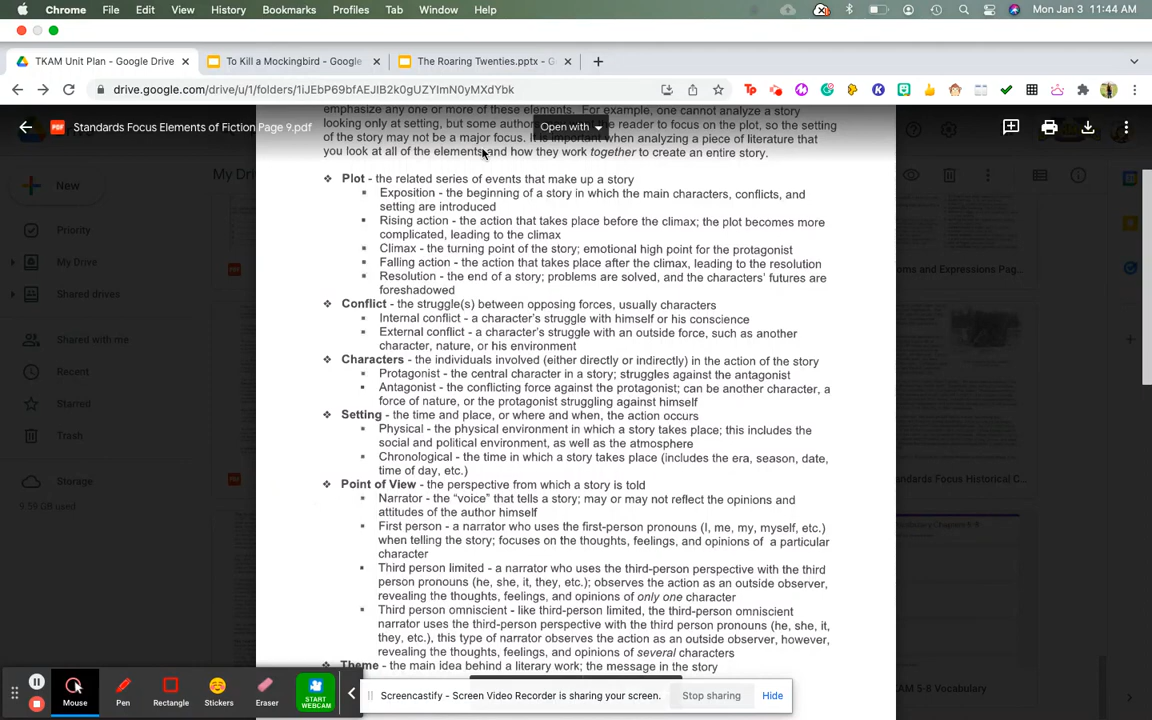 Chrome File Edit View History Bookmarks Profiles Tab Window Help Mon Jan 3 11:44 AM
TKAM Unit Plan - Google Drive To Kill a Mockingbird - Google The Roaring Twenties.pptx - G
drive.google.com/drive/u/1/folders/1iJEbP69bfAEJlB2k0gUZYImN0yMXdYbk
PDF Standards Focus Elements of Fiction Page 9.pdf Open with
New
Priority
My Drive
Shared drives
Shared with me
Recent
Starred
Trash
Storage
9.59 GB used
My Dri
emphasize any one or more of these elements. For example, one cannot analyze a story
looking only at setting, but some the reader to focus on the plot, so the setting
of the story may not be a major focus. It is important when analyzing a piece of literature that
you look at all of the elements and how they work together to create an entire story.
❖ Plot - the related series of events that make up a story
▪ Exposition - the beginning of a story in which the main characters, conflicts, and
setting are introduced
▪ Rising action - the action that takes place before the climax; the plot becomes more
complicated, leading to the climax
▪ Climax - the turning point of the story; emotional high point for the protagonist
▪ Falling action - the action that takes place after the climax, leading to the resolution
▪ Resolution - the end of a story; problems are solved, and the characters' futures are
foreshadowed
❖ Conflict - the struggle(s) between opposing forces, usually characters
▪ Internal conflict - a character's struggle with himself or his conscience
▪ External conflict - a character's struggle with an outside force, such as another
character, nature, or his environment
❖ Characters - the individuals involved (either directly or indirectly) in the action of the story
▪ Protagonist - the central character in a story; struggles against the antagonist
▪ Antagonist - the conflicting force against the protagonist; can be another character, a
force of nature, or the protagonist struggling against himself
❖ Setting - the time and place, or where and when, the action occurs
▪ Physical - the physical environment in which a story takes place; this includes the
social and political environment, as well as the atmosphere
▪ Chronological - the time in which a story takes place (includes the era, season, date,
time of day, etc.)
❖ Point of View - the perspective from which a story is told
▪ Narrator - the “voice” that tells a story; may or may not reflect the opinions and
attitudes of the author himself
▪ First person - a narrator who uses the first-person pronouns (I, me, my, myself, etc.)
when telling the story; focuses on the thoughts, feelings, and opinions of a particular
character
▪ Third person limited - a narrator who uses the third-person perspective with the third
person pronouns (he, she, it, they, etc.); observes the action as an outside observer,
revealing the thoughts, feelings, and opinions of only one character
▪ Third person omniscient - like third-person limited, the third-person omniscient
narrator uses the third-person perspective with the third person pronouns (he, she, it,
they, etc.), this type of narrator observes the action as an outside observer, however,
revealing the thoughts, feelings, and opinions of several characters
❖ Theme - the main idea behind a literary work; the message in the story
ms and Expressions Pag...
andards Focus Historical C
5-8 Vocabulary
Mouse Pen Rectangle Stickers Eraser START WEBCAM
Screencastify - Screen Video Recorder is sharing your screen. Stop sharing Hide